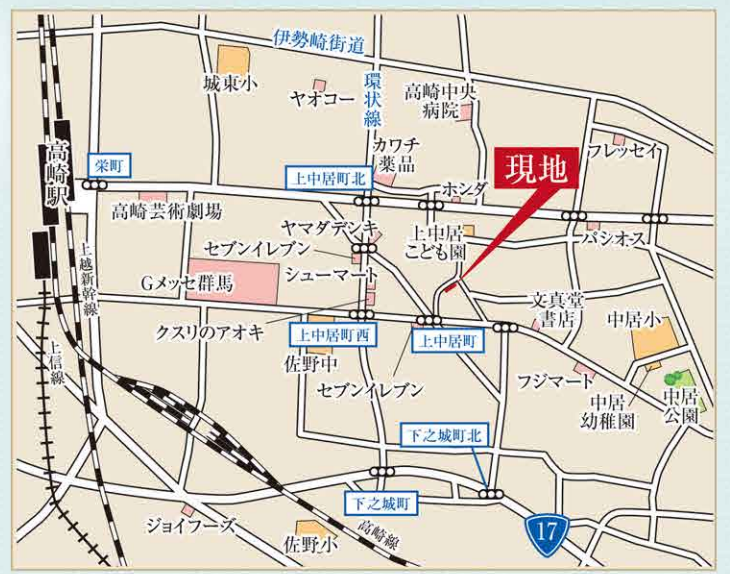 伊勢崎街道
城東小
ヤオコー
環状線
高崎中央
病院
カワチ
薬品
フレッセイ
現地
高崎駅
栄町
上中居町北
ホンダ
高崎芸術劇場
ヤマダデンキ
上中居
こども園
パシオス
セブンイレブン
シューマート
上越新幹線
Gメッセ群馬
文真堂
書店
中居小
クスリのアオキ
上中居町西
上中居町
上信線
佐野中
セブンイレブン
フジマート
中居
幼稚園
中居
公園
下之城町北
下之城町
ジョイフーズ
佐野小
高崎線
17